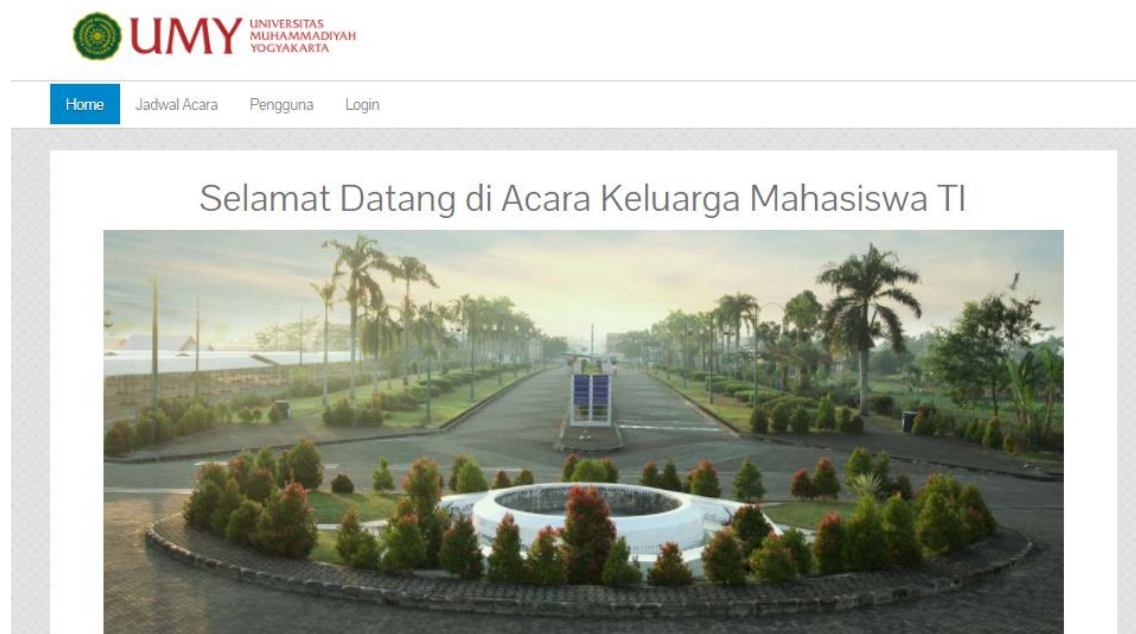 UMY
UNIVERSITAS
MUHAMMADIYAH
YOGYAKARTA
Home Jadwal Acara Pengguna Login
Selamat Datang di Acara Keluarga Mahasiswa TI